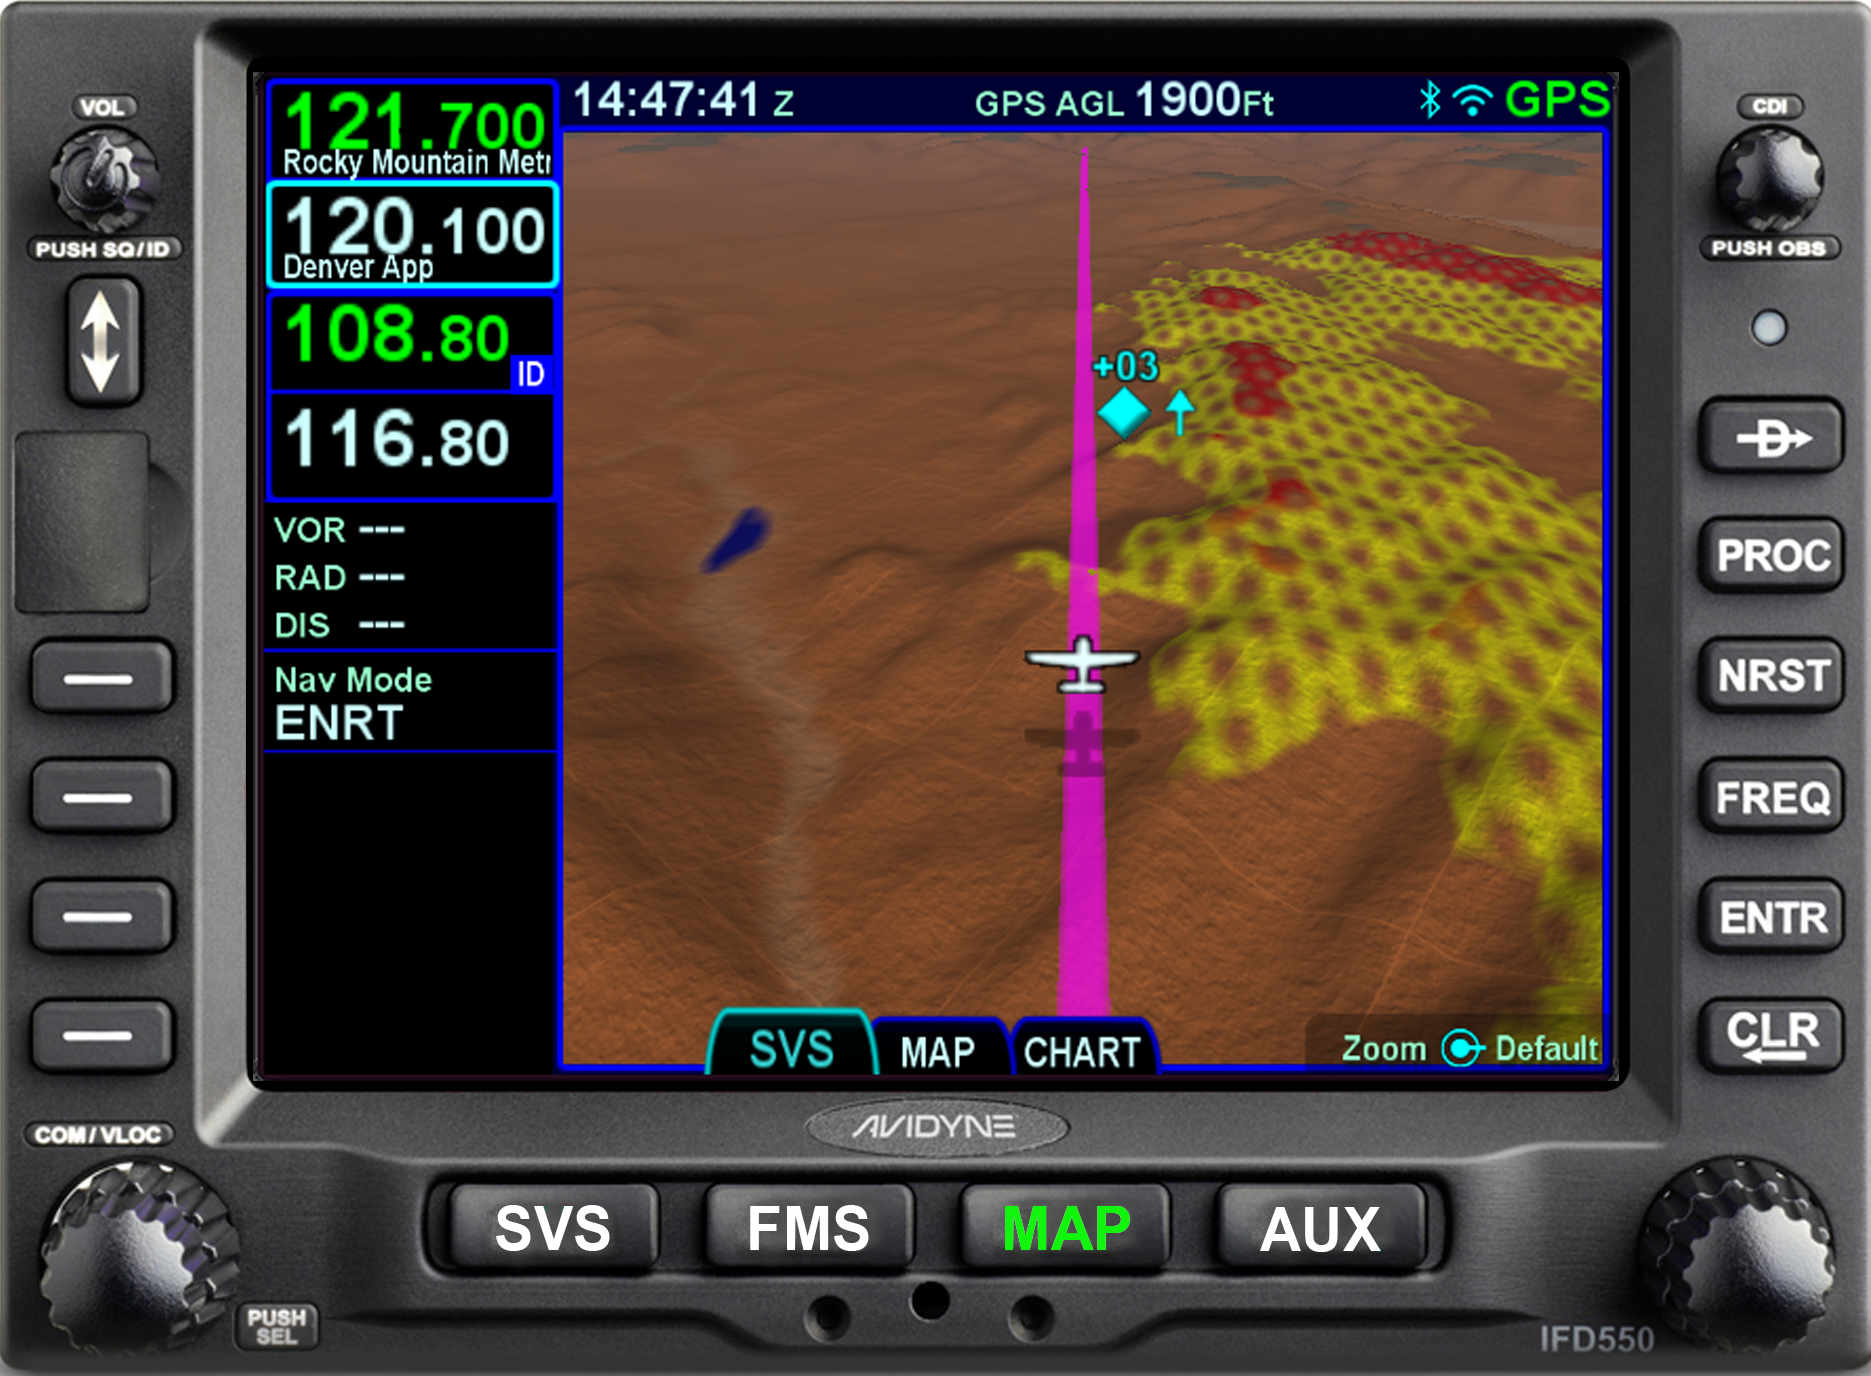 VOL
PUSH SQ/ID
121.700
Rocky Mountain Metr
120.100
Denver App
108.80
ID
116.80
VOR ---
RAD ---
DIS ---
Nav Mode
ENRT
14:47:41 Z
GPS AGL 1900Ft
GPS
+03
SVS
MAP
CHART
Zoom
Default
CDI
PUSH OBS
D
PROC
NRST
FREQ
ENTR
CLR
COM/VLOC
PUSH
SEL
AVIDYNE
SVS
FMS
MAP
AUX
IFD550